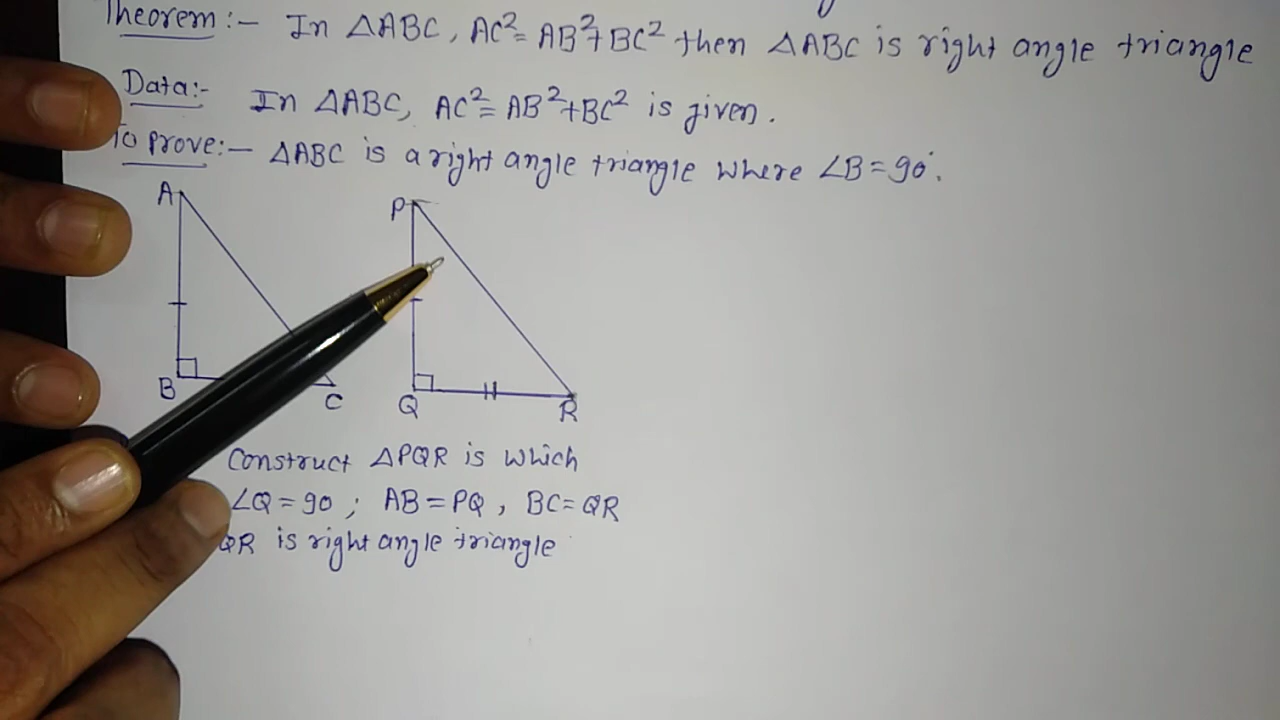 Theorem:- In △ABC, AC²= AB²+BC² then △ABC is right angle triangle
Data:- In △ABC, AC²= AB²+BC² is given.
To prove:- △ABC is a right angle triangle where ∠B=90°.
A
P
B
C
Q
R
Construct △PQR is which
∠Q=90 ; AB=PQ , BC=QR
QR is right angle triangle